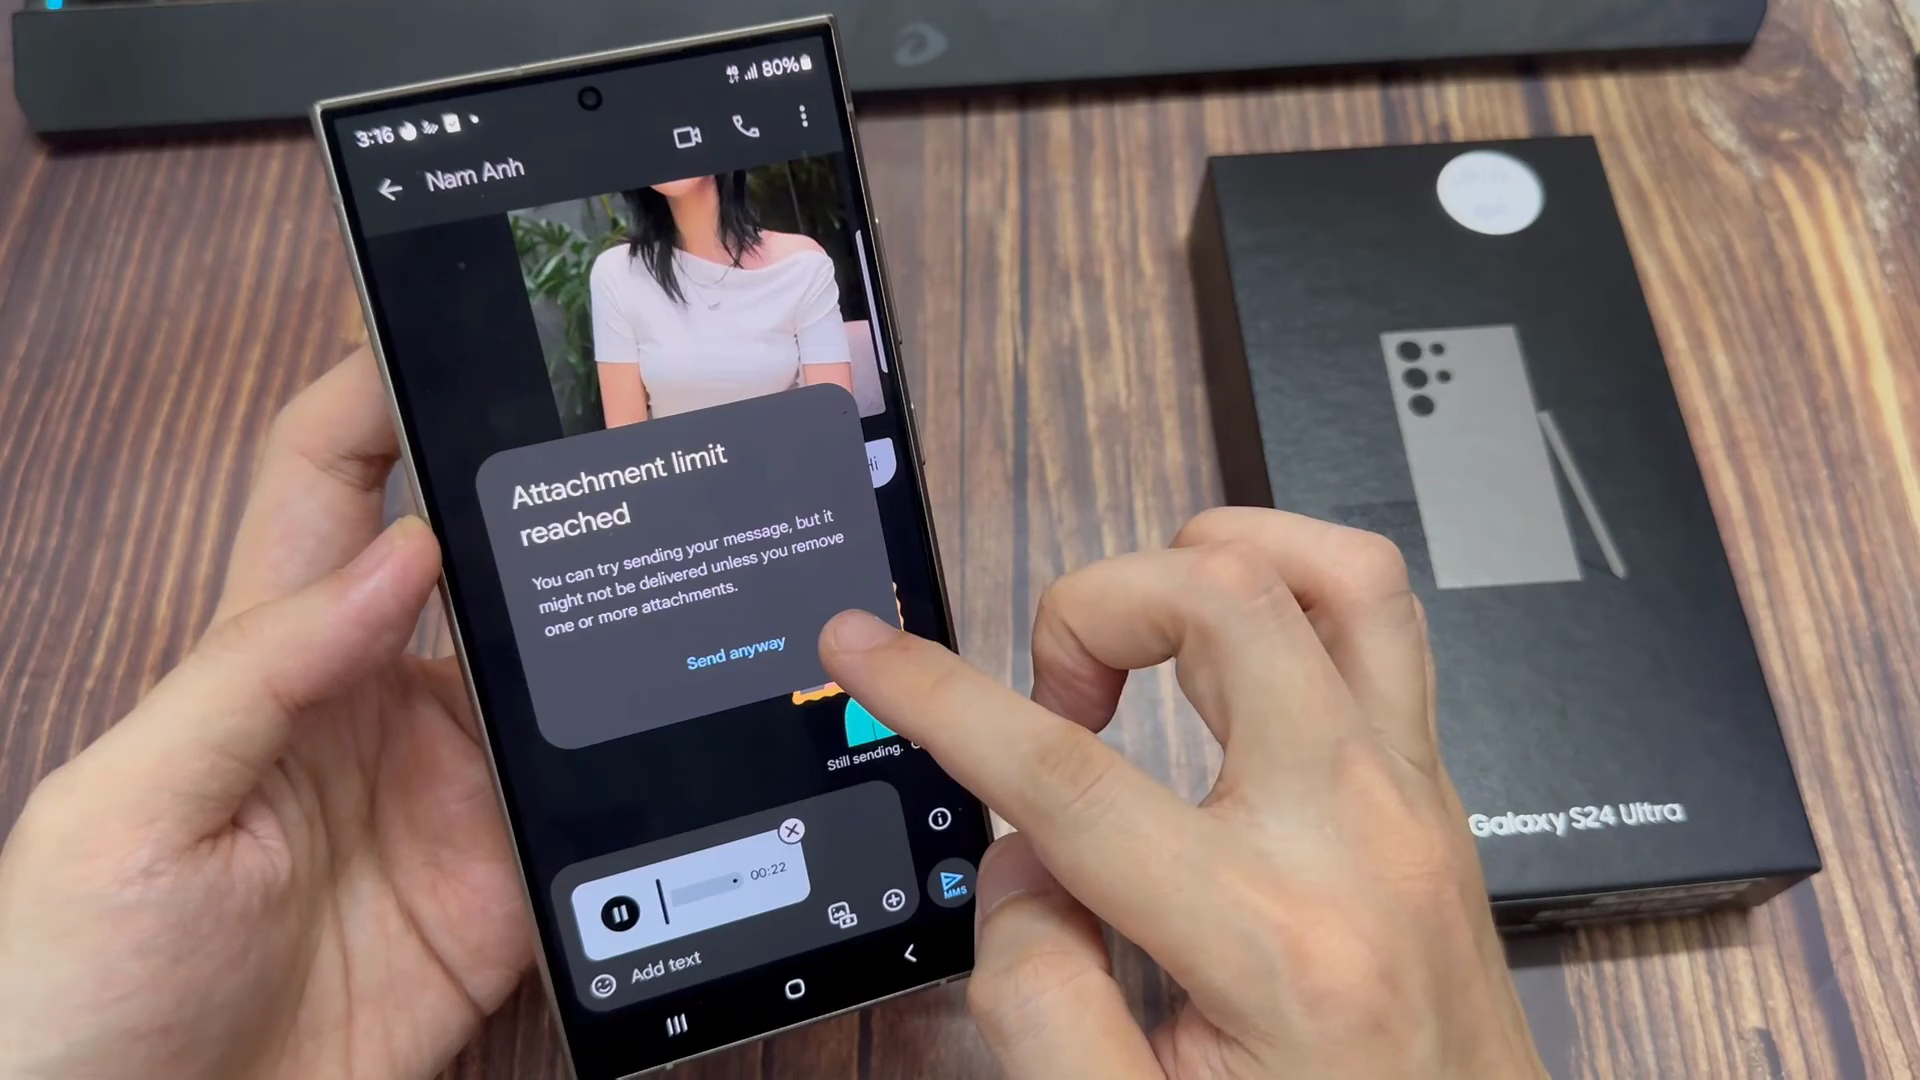 3:16
4G 80%
Nam Anh
Hi
Attachment limit
reached
You can try sending your message, but it
might not be delivered unless you remove
one or more attachments.
Send anyway
Still sending.
00:22
MMS
Add text
Galaxy S24 Ultra